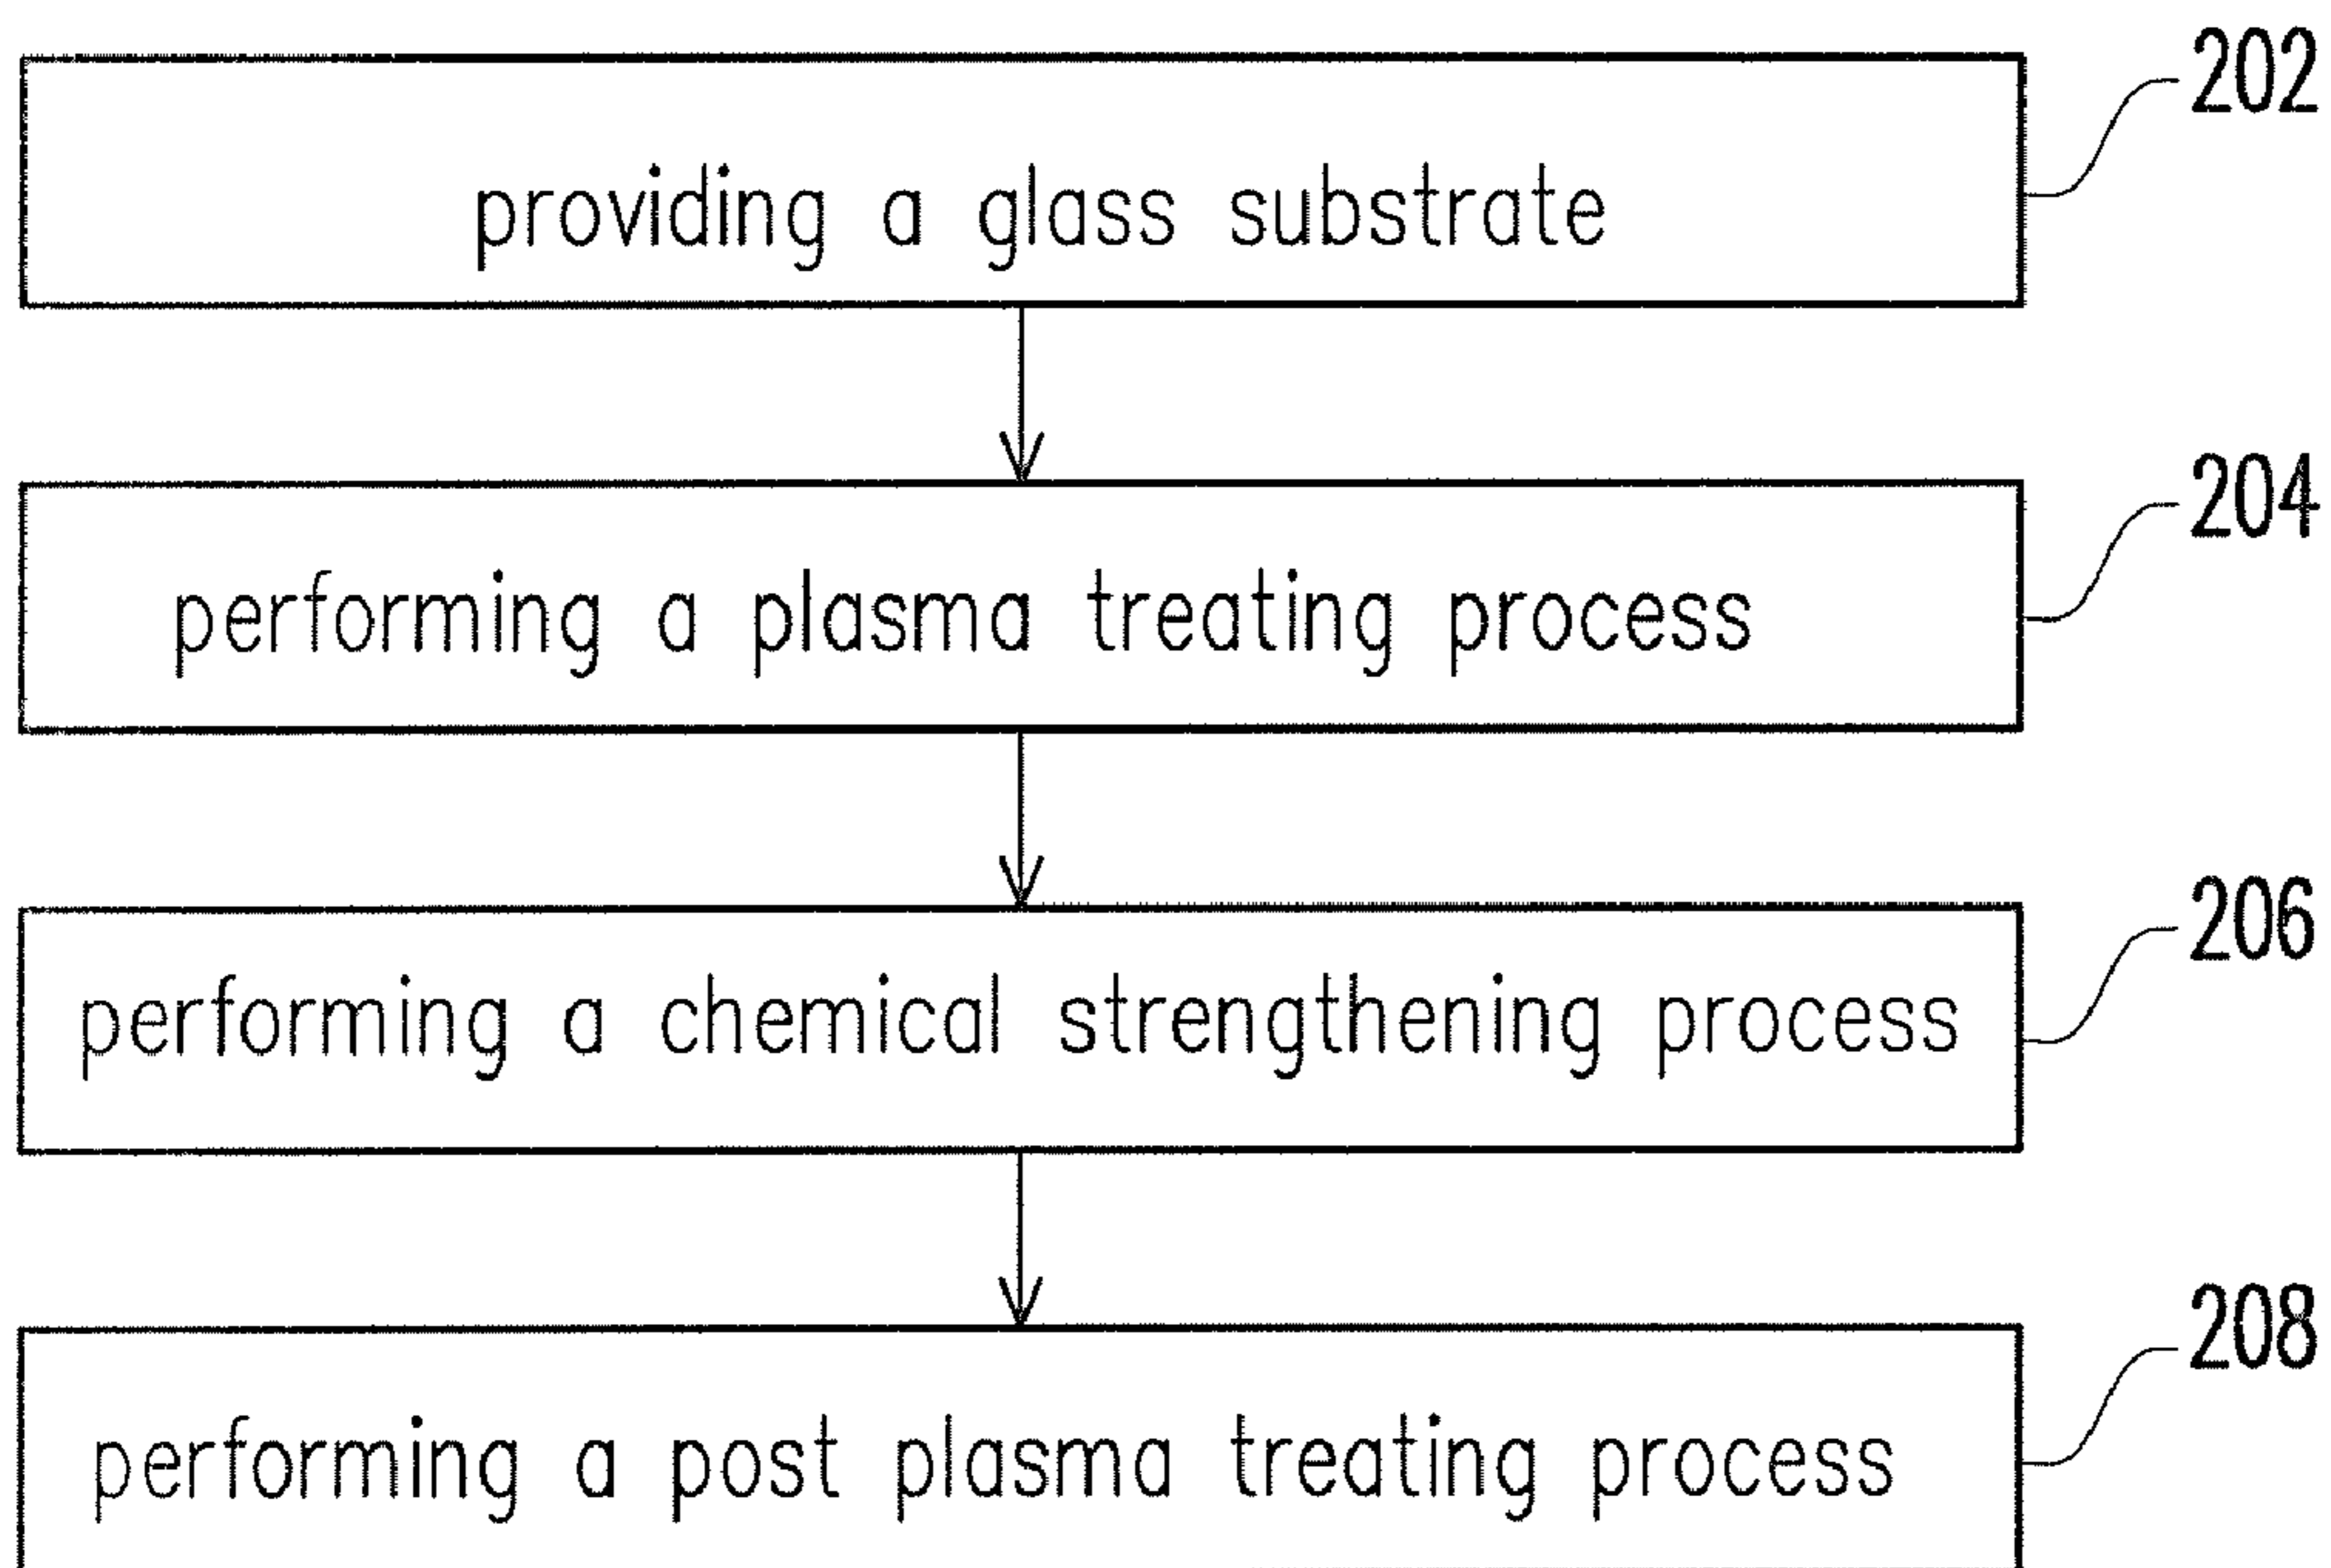 202
providing a glass substrate
204
performing a plasma treating process
206
performing a chemical strengthening process
208
performing a post plasma treating process